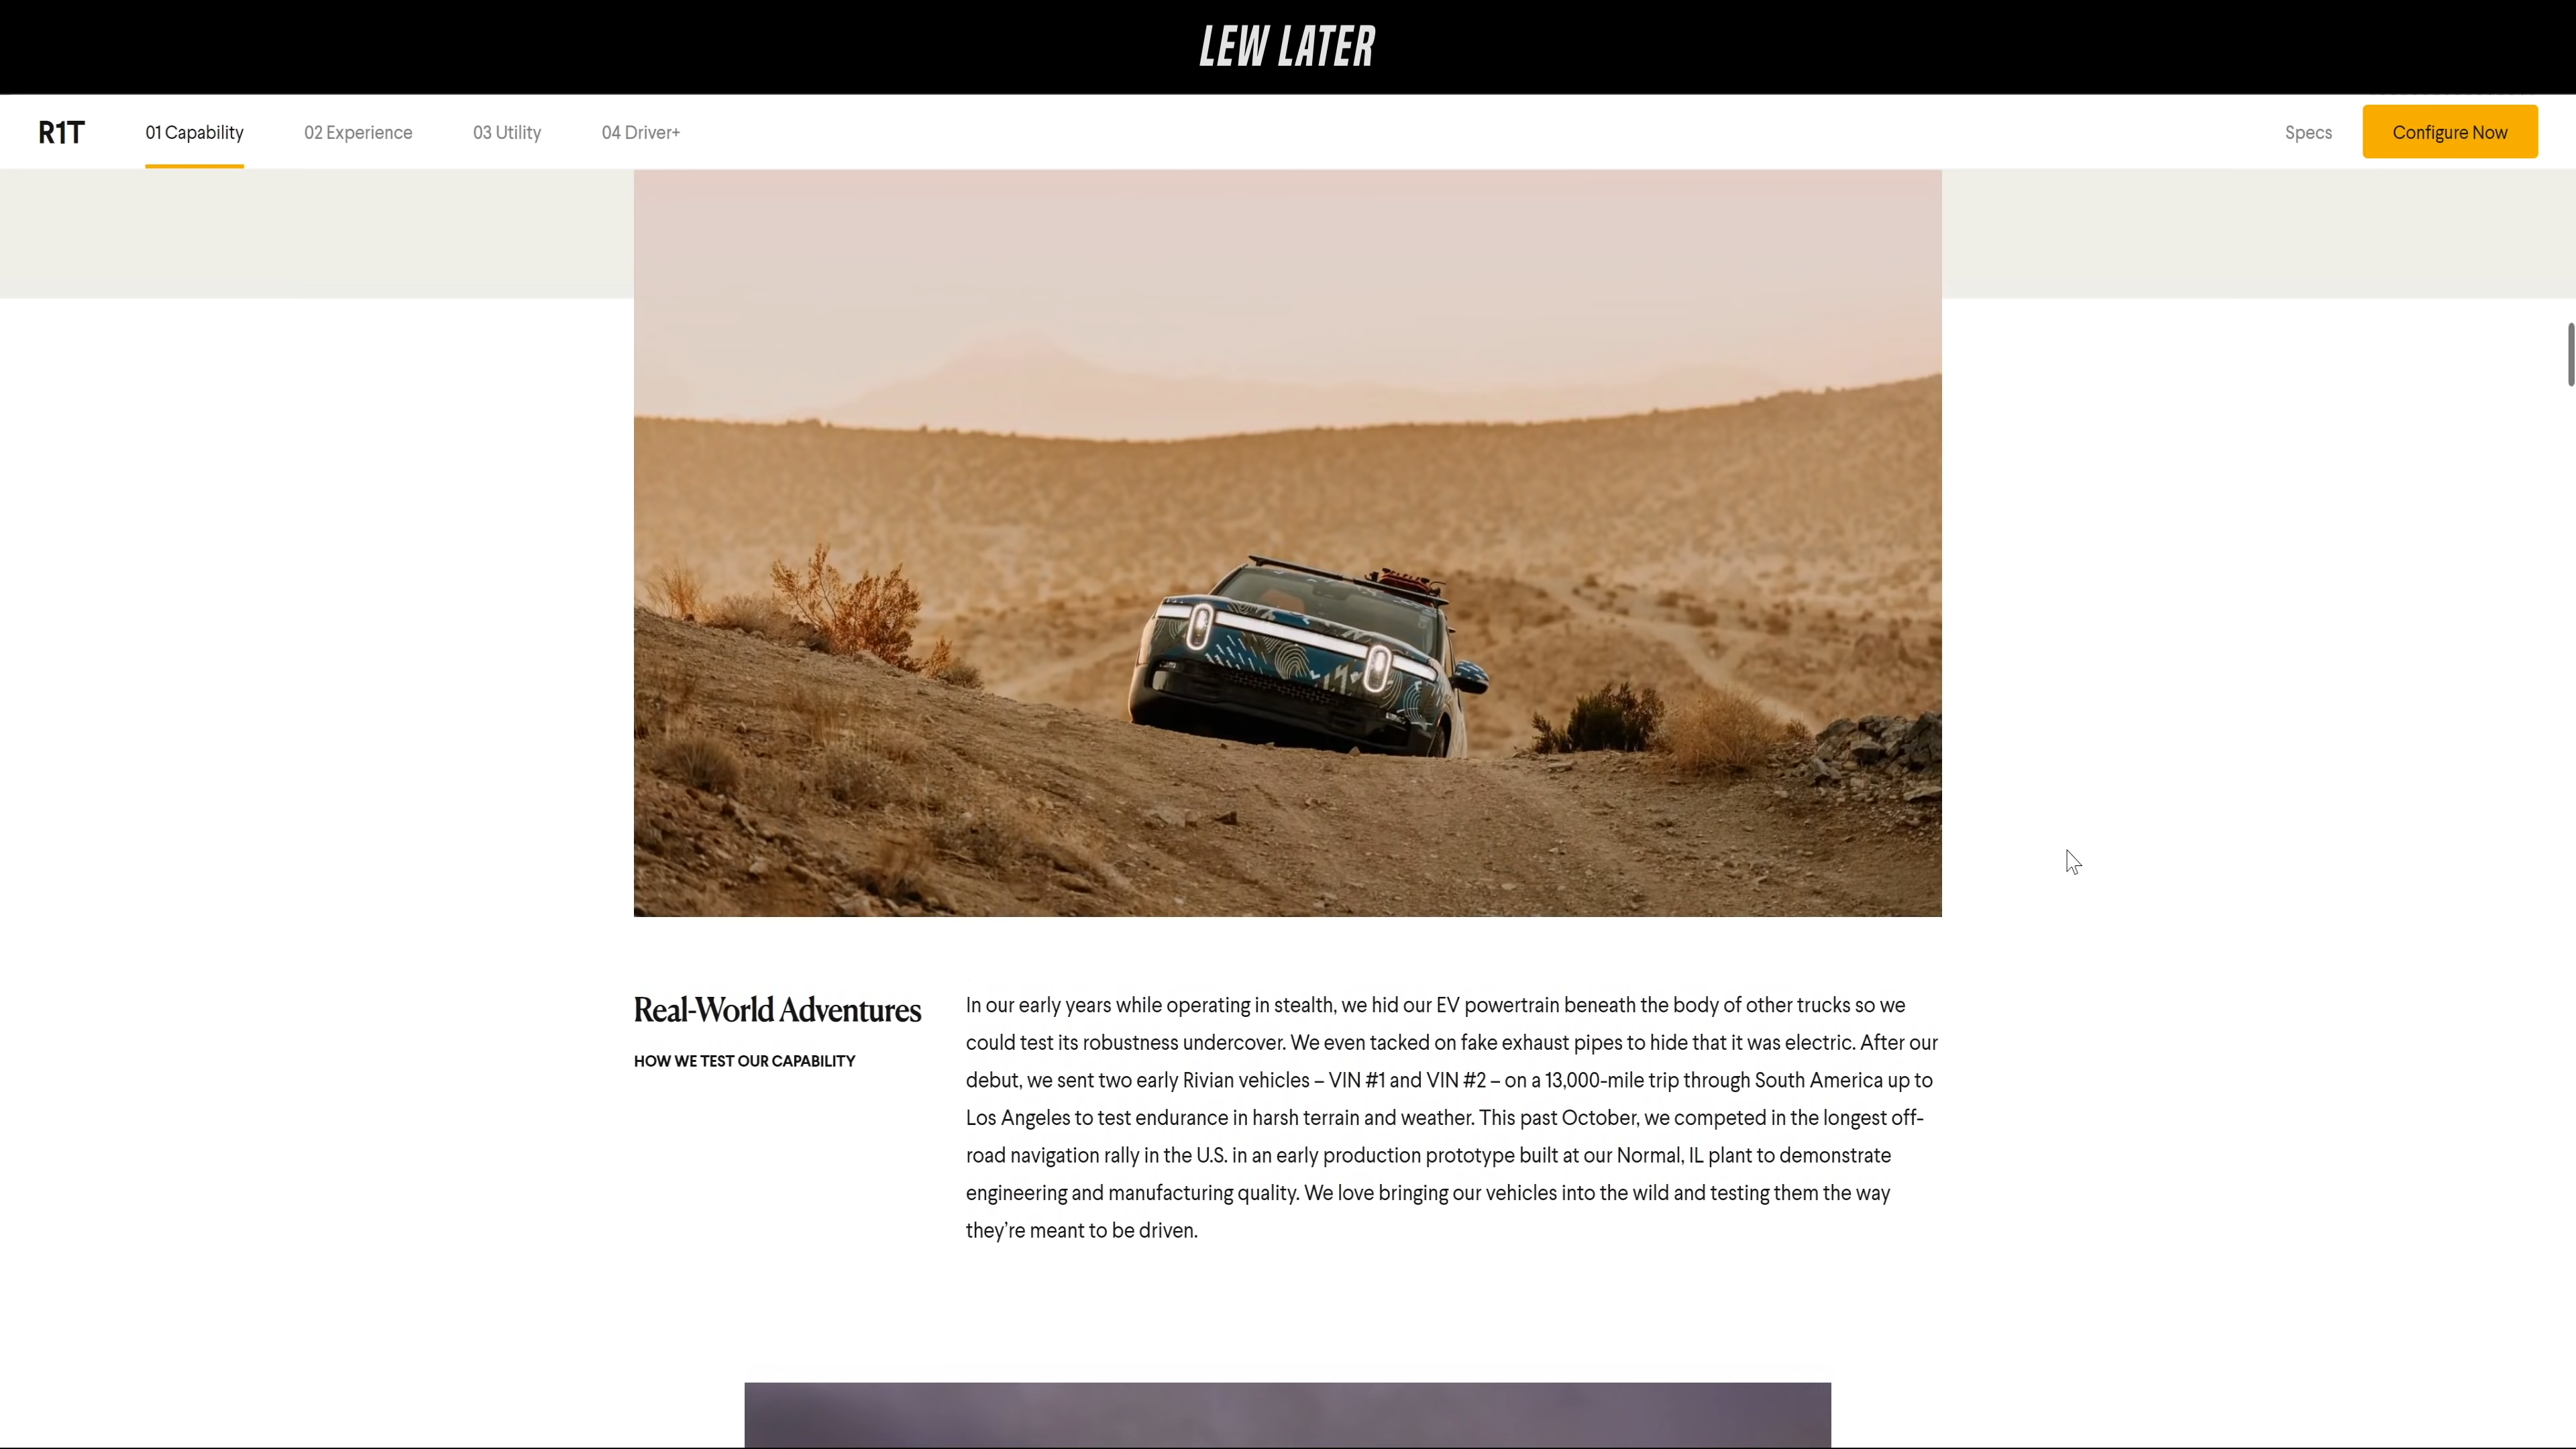 LEW LATER
R1T
01 Capability
02 Experience
03 Utility
04 Driver+
Specs
Configure Now
Real-World Adventures
HOW WE TEST OUR CAPABILITY
In our early years while operating in stealth, we hid our EV powertrain beneath the body of other trucks so we
could test its robustness undercover. We even tacked on fake exhaust pipes to hide that it was electric. After our
debut, we sent two early Rivian vehicles – VIN #1 and VIN #2 – on a 13,000-mile trip through South America up to
Los Angeles to test endurance in harsh terrain and weather. This past October, we competed in the longest off-
road navigation rally in the U.S. in an early production prototype built at our Normal, IL plant to demonstrate
engineering and manufacturing quality. We love bringing our vehicles into the wild and testing them the way
they’re meant to be driven.